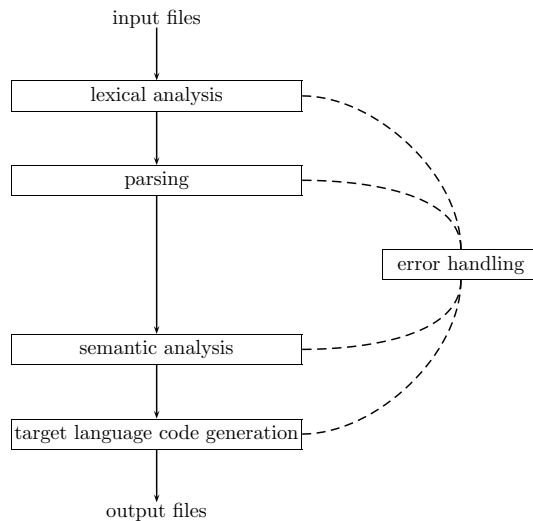 input files
lexical analysis
parsing
error handling
semantic analysis
target language code generation
output files